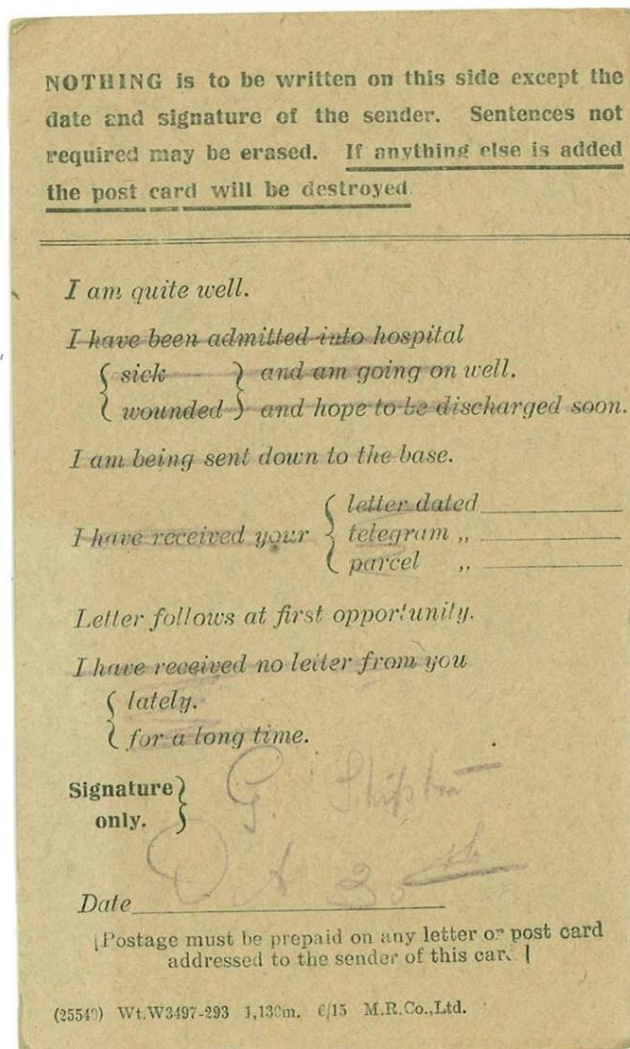 NOTHING is to be written on this side except the
date and signature of the sender. Sentences not
required may be erased. If anything else is added
the post card will be destroyed.
I am quite well.
I have been admitted into hospital
{ sick } and am going on well.
{ wounded } and hope to be discharged soon.
I am being sent down to the base.
I have received your { letter dated
telegram „
parcel „
Letter follows at first opportunity.
I have received no letter from you
{ lately.
for a long time.
Signature
only. } G. Shipton
30th
Date
[Postage must be prepaid on any letter or post card
addressed to the sender of this card.]
(25540) Wt.W3497-293 1,130m. 6/15 M.R.Co.,Ltd.